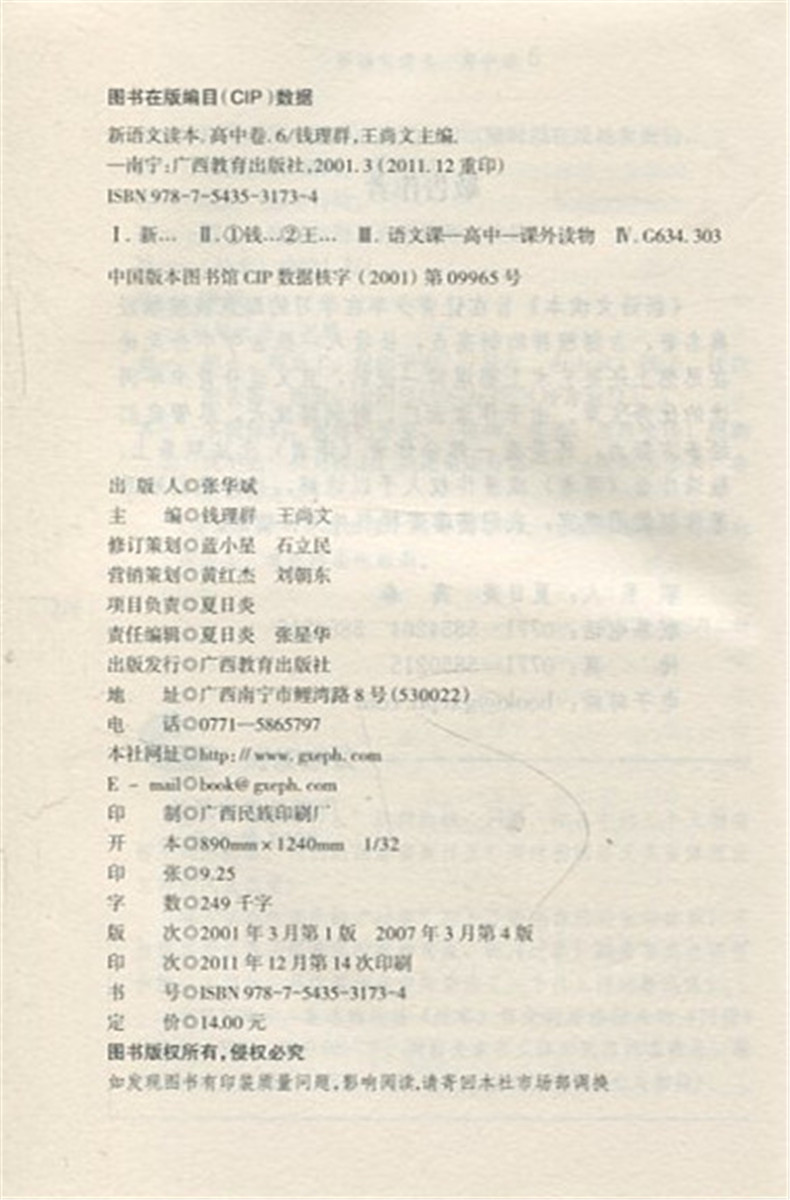 图书在版编目(CIP)数据
新语文读本.高中卷.6/钱理群,王尚文主编.
—南宁:广西教育出版社,2001.3(2011.12重印)
ISBN 978-7-5435-3173-4
Ⅰ.新… Ⅱ.①钱…②王… Ⅲ.语文课—高中—课外读物 Ⅳ.G634.303
中国版本图书馆CIP数据核字(2001)第09965号
出版人◎张华斌
主 编◎钱理群 王尚文
修订策划◎蓝小星 石立民
营销策划◎黄红杰 刘朝东
项目负责◎夏日炎
责任编辑◎夏日炎 张星华
出版发行◎广西教育出版社
地 址◎广西南宁市鲤湾路8号(530022)
电 话◎0771—5865797
本社网址◎http://www.gxeph.com
E - mail◎book@gxeph.com
印 制◎广西民族印刷厂
开 本◎890mm×1240mm 1/32
印 张◎9.25
字 数◎249千字
版 次◎2001年3月第1版 2007年3月第4版
印 次◎2011年12月第14次印刷
书 号◎ISBN 978-7-5435-3173-4
定 价◎14.00元
图书版权所有,侵权必究
如发现图书有印装质量问题,影响阅读,请寄回本社市场部调换